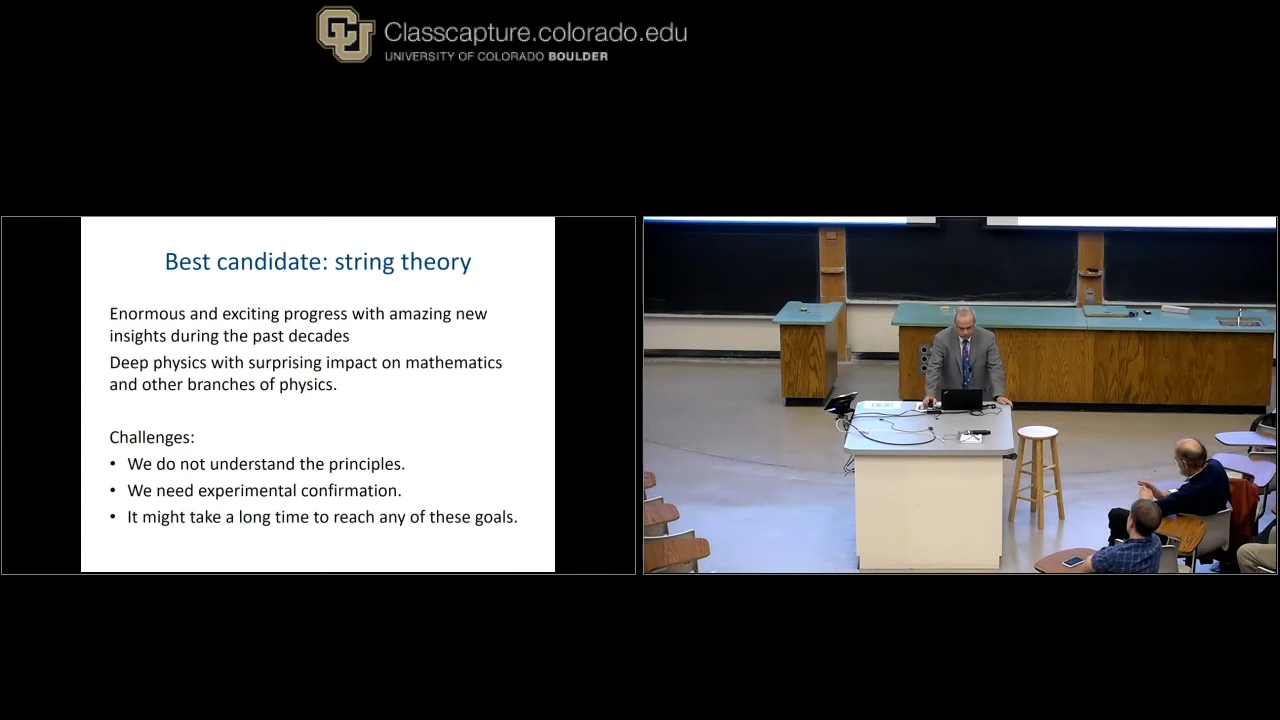 Classcapture.colorado.edu
UNIVERSITY OF COLORADO BOULDER
Best candidate: string theory
Enormous and exciting progress with amazing new
insights during the past decades
Deep physics with surprising impact on mathematics
and other branches of physics.
Challenges:
• We do not understand the principles.
• We need experimental confirmation.
• It might take a long time to reach any of these goals.